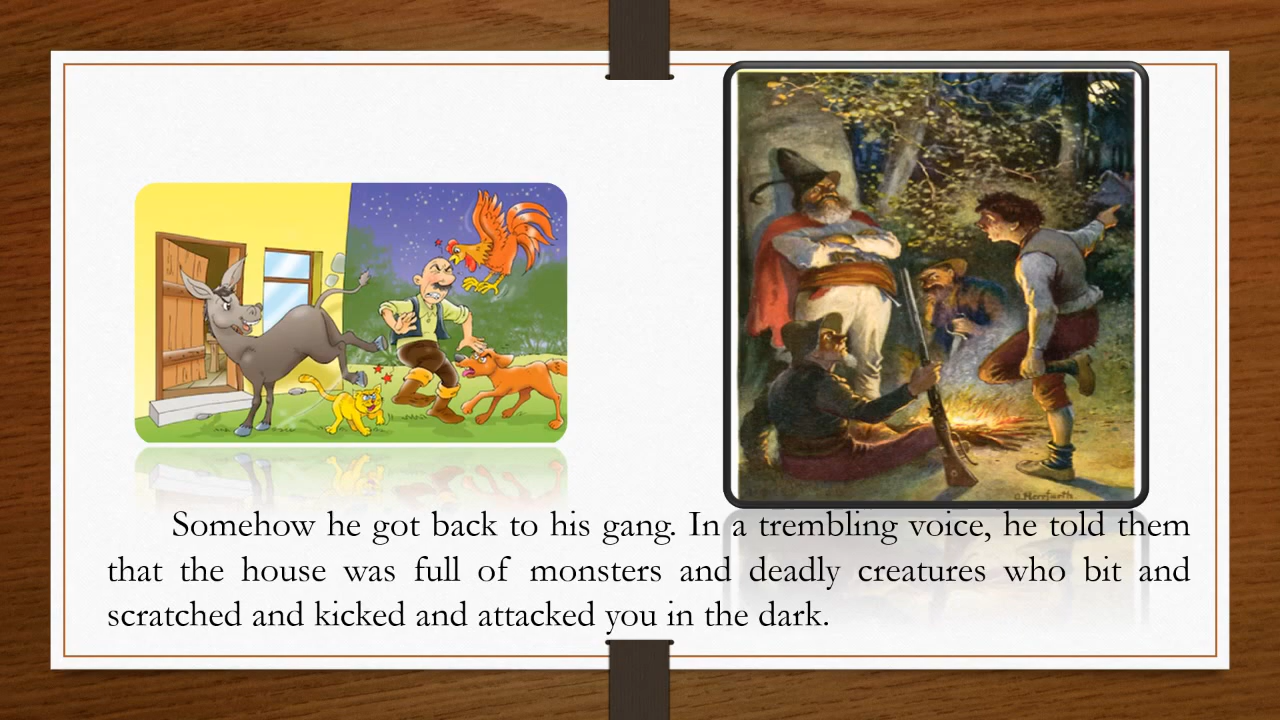 O.Herrfurth
Somehow he got back to his gang. In a trembling voice, he told them
that the house was full of monsters and deadly creatures who bit and
scratched and kicked and attacked you in the dark.